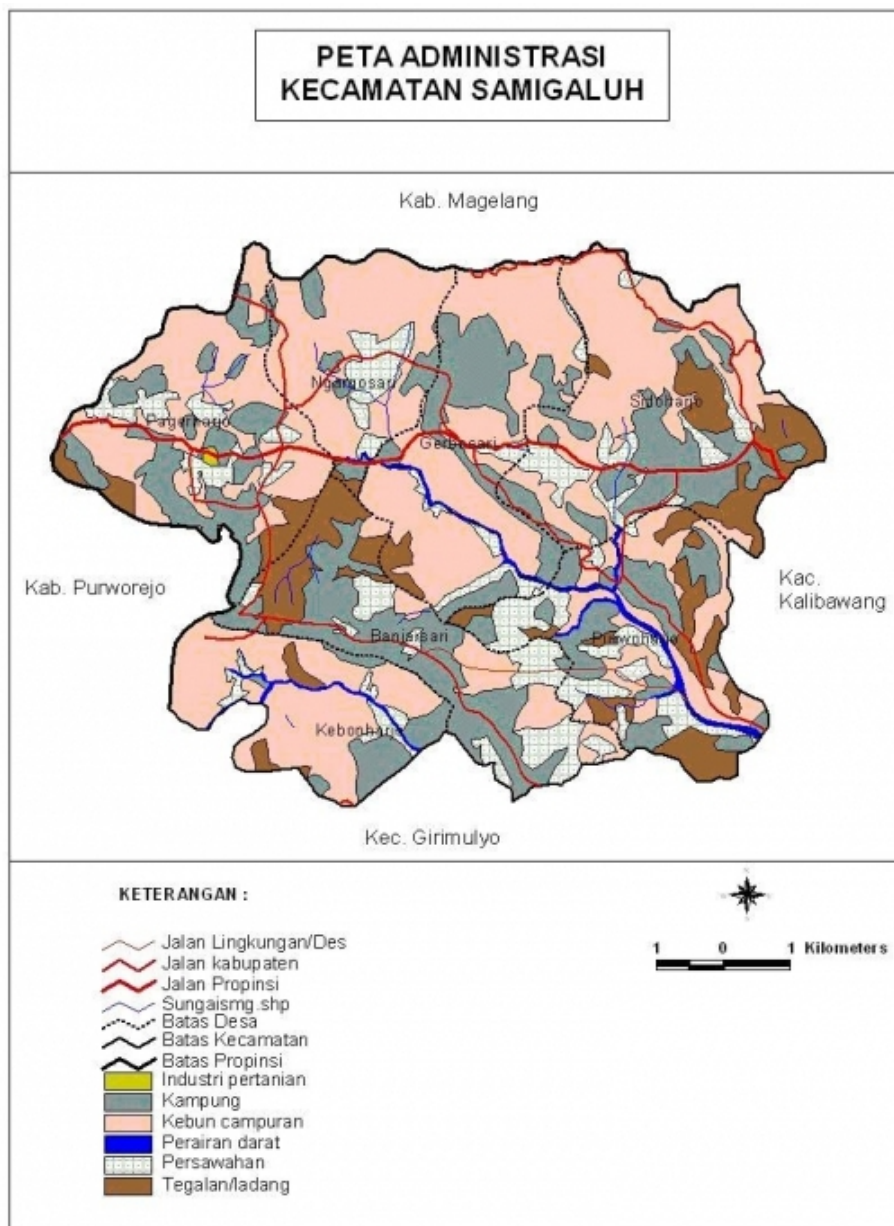 PETA ADMINISTRASI
KECAMATAN SAMIGALUH
Kab. Magelang
Ngargosari
Sidoharjo
Pagerharjo
Gerbosari
Kab. Purworejo
Kac.
Kalibawang
Banjarsari
Purwoharjo
Kebonharjo
Kec. Girimulyo
KETERANGAN :
Jalan Lingkungan/Des
Jalan kabupaten
1 0 1 Kilometers
Jalan Propinsi
Sungaismg.shp
Batas Desa
Batas Kecamatan
Batas Propinsi
Industri pertanian
Kampung
Kebun campuran
Perairan darat
Persawahan
Tegalan/ladang